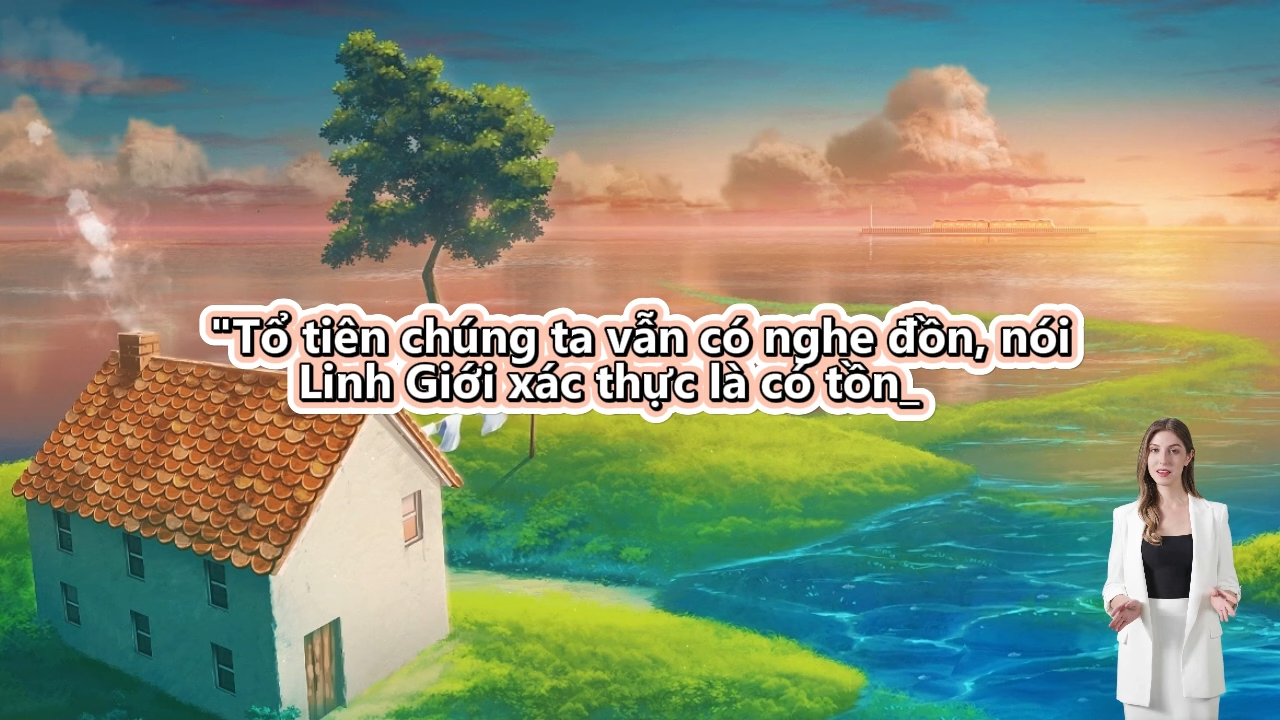 "Tổ tiên chúng ta vẫn có nghe đồn, nói
Linh Giới xác thực là có tồn_